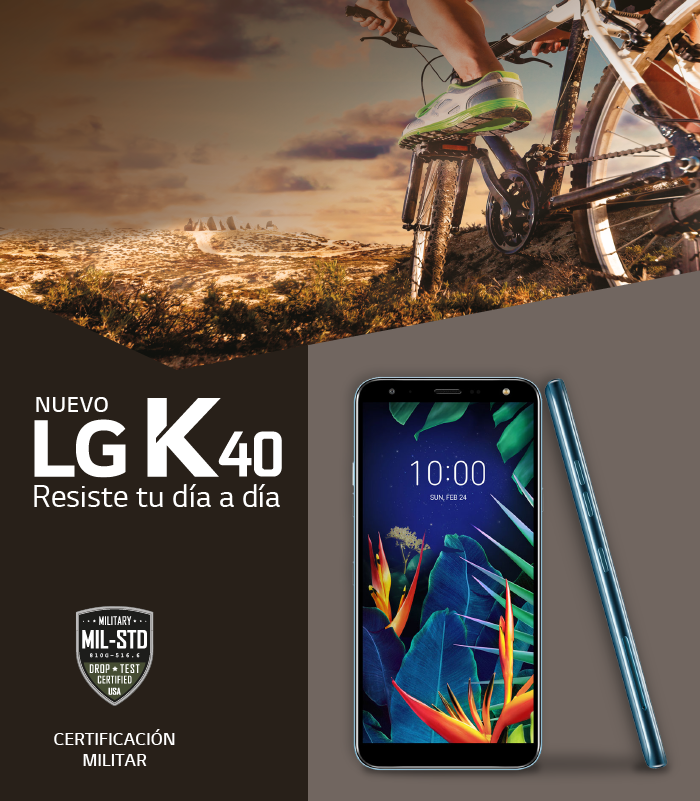 NUEVO
LG K40
Resiste tu día a día
10:00
SUN, FEB 24
MILITARY
MIL-STD
810G-516.6
DROP ★ TEST
CERTIFIED
USA
CERTIFICACIÓN
MILITAR